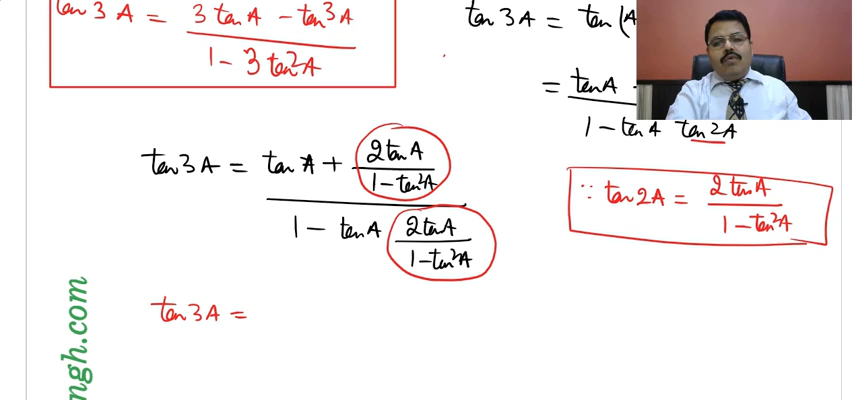 tan 3A = 3 tan A − tan³A / 1 − 3 tan²A
tan 3A = tan (A
= tan A
1 − tan A tan 2A
tan 3A = tan A + 2 tan A / 1 − tan²A
1 − tan A 2 tan A / 1 − tan²A
∵ tan 2A = 2 tan A / 1 − tan²A
tan 3A =
ngh.com